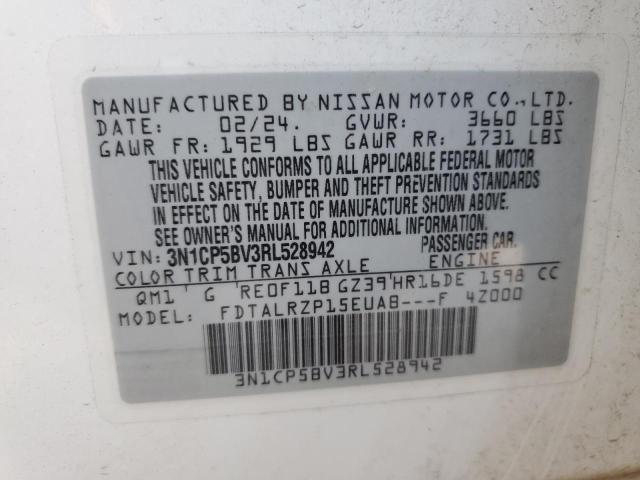 MANUFACTURED BY NISSAN MOTOR CO., LTD.
DATE: 02/24. GVWR: 3660 LBS
GAWR FR: 1929 LBS GAWR RR: 1731 LBS
THIS VEHICLE CONFORMS TO ALL APPLICABLE FEDERAL MOTOR
VEHICLE SAFETY, BUMPER AND THEFT PREVENTION STANDARDS
IN EFFECT ON THE DATE OF MANUFACTURE SHOWN ABOVE.
SEE OWNER'S MANUAL FOR ADDITIONAL INFORMATION.
VIN: 3N1CP5BV3RL528942 PASSENGER CAR.
COLOR TRIM TRANS AXLE ENGINE
QM1 G RE0F11B GZ39 HR16DE 1598 CC
MODEL: FDTALRZP15EUA8---F 4Z000
3N1CP5BV3RL528942